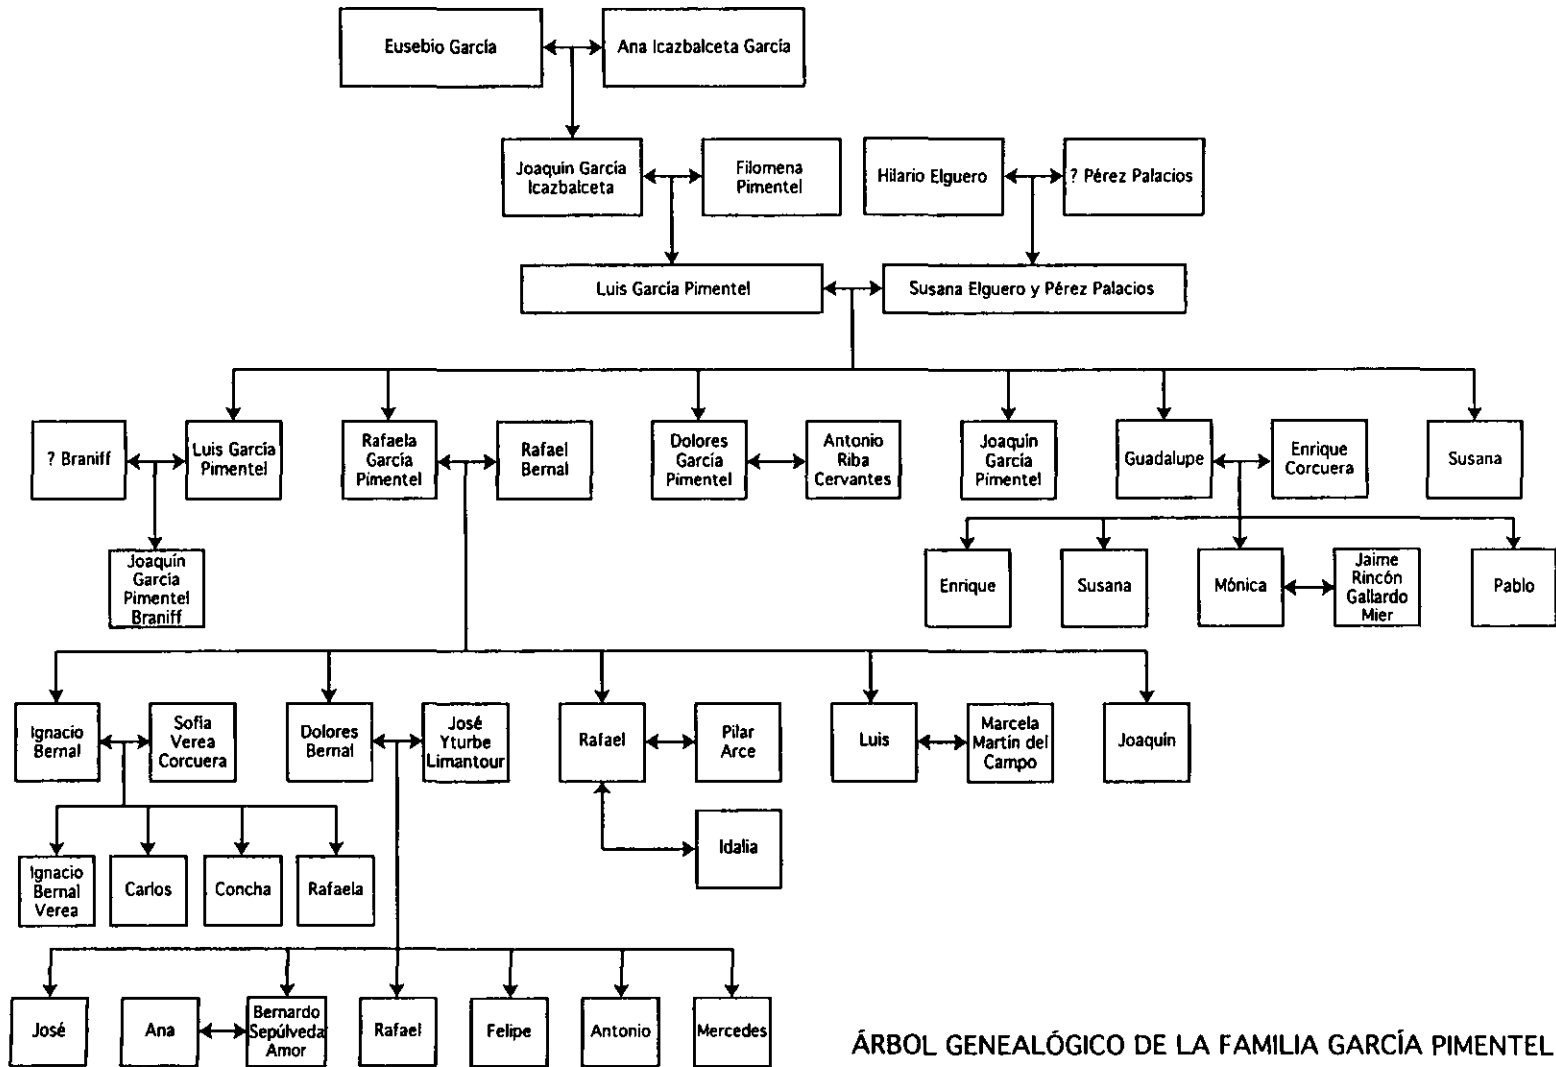 Eusebio García
Ana Icazbalceta García
Joaquín García
Icazbalceta
Filomena
Pimentel
Hilario Elguero
? Pérez Palacios
Luis García Pimentel
Susana Elguero y Pérez Palacios
? Braniff
Luis García
Pimentel
Rafaela
García
Pimentel
Rafael
Bernal
Dolores
García
Pimentel
Antonio
Riba
Cervantes
Joaquín
García
Pimentel
Guadalupe
Enrique
Corcuera
Susana
Joaquín
García
Pimentel
Braniff
Enrique
Susana
Mónica
Jaime
Rincón
Gallardo
Mier
Pablo
Ignacio
Bernal
Sofía
Verea
Corcuera
Dolores
Bernal
José
Yturbe
Limantour
Rafael
Pilar
Arce
Luis
Marcela
Martín del
Campo
Joaquín
Idalia
Ignacio
Bernal
Verea
Carlos
Concha
Rafaela
José
Ana
Bernardo
Sepúlveda
Amor
Rafael
Felipe
Antonio
Mercedes
ÁRBOL GENEALÓGICO DE LA FAMILIA GARCÍA PIMENTEL